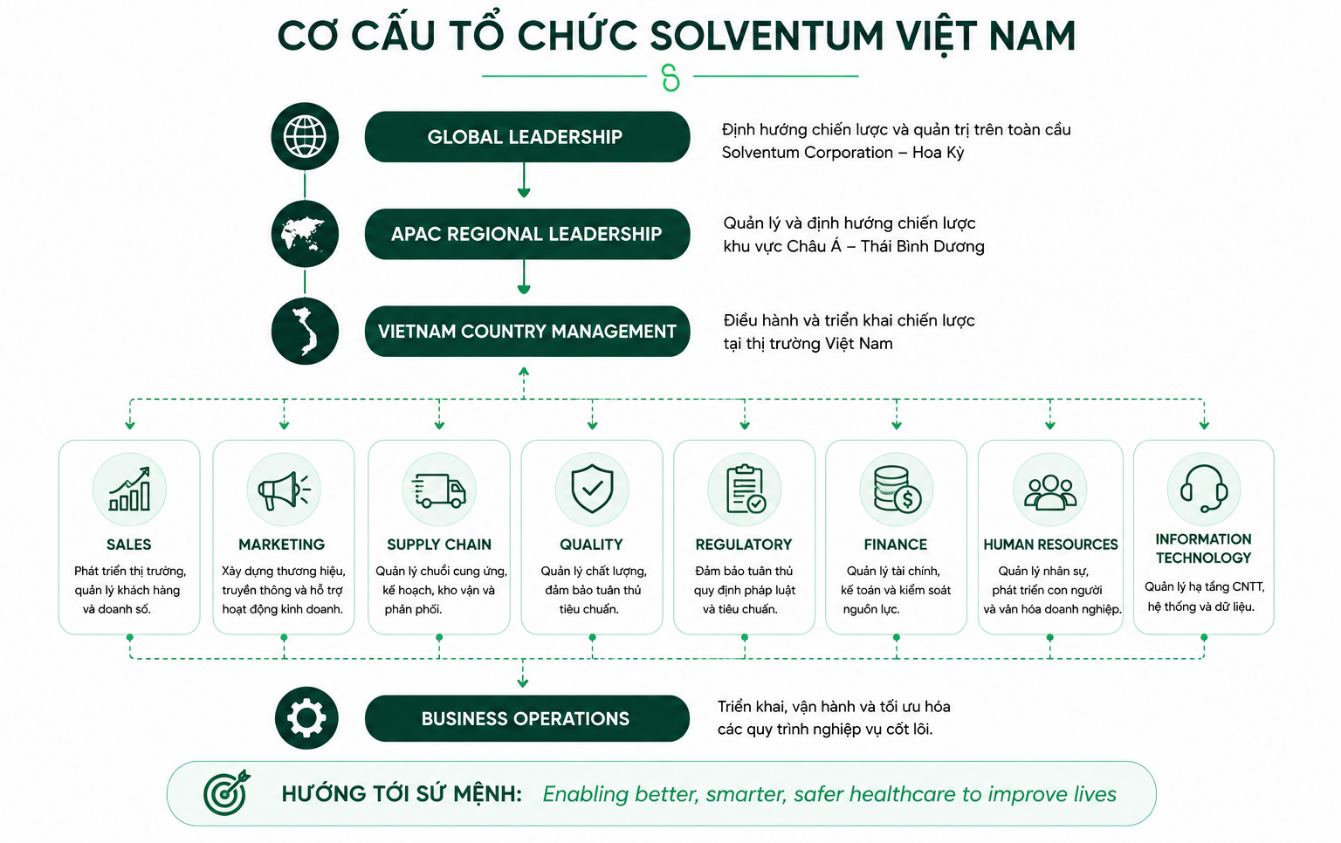 CƠ CẤU TỔ CHỨC SOLVENTUM VIỆT NAM
GLOBAL LEADERSHIP
Định hướng chiến lược và quản trị trên toàn cầu
Solventum Corporation – Hoa Kỳ
APAC REGIONAL LEADERSHIP
Quản lý và định hướng chiến lược
khu vực Châu Á – Thái Bình Dương
VIETNAM COUNTRY MANAGEMENT
Điều hành và triển khai chiến lược
tại thị trường Việt Nam
SALES
Phát triển thị trường,
quản lý khách hàng
và doanh số.
MARKETING
Xây dựng thương hiệu,
truyền thông và hỗ trợ
hoạt động kinh doanh.
SUPPLY CHAIN
Quản lý chuỗi cung ứng,
kế hoạch, kho vận và
phân phối.
QUALITY
Quản lý chất lượng,
đảm bảo tuân thủ
tiêu chuẩn.
REGULATORY
Đảm bảo tuân thủ
quy định pháp luật
và tiêu chuẩn.
FINANCE
Quản lý tài chính,
kế toán và kiểm soát
nguồn lực.
HUMAN RESOURCES
Quản lý nhân sự,
phát triển con người
và văn hóa doanh nghiệp.
INFORMATION
TECHNOLOGY
Quản lý hạ tầng CNTT,
hệ thống và dữ liệu.
BUSINESS OPERATIONS
Triển khai, vận hành và tối ưu hóa
các quy trình nghiệp vụ cốt lõi.
HƯỚNG TỚI SỨ MỆNH: Enabling better, smarter, safer healthcare to improve lives